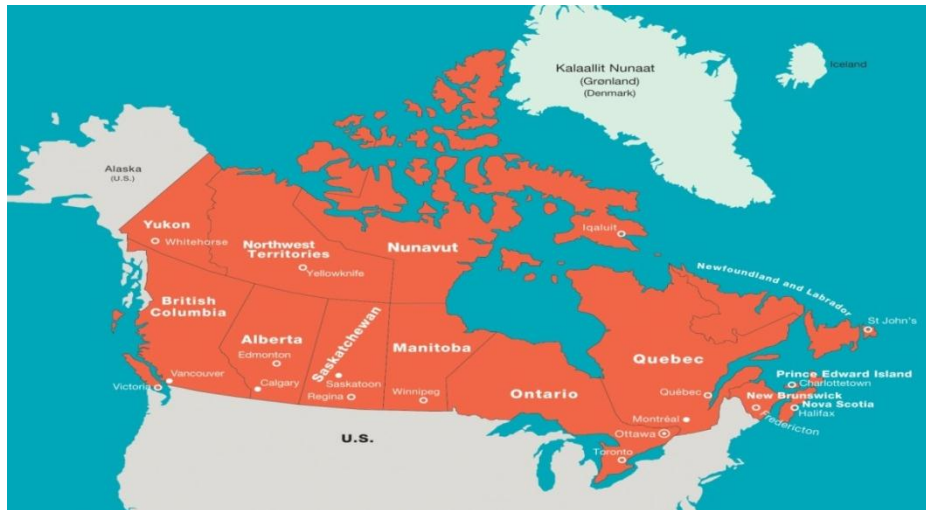 Kalaallit Nunaat
(Grønland)
(Denmark)
Iceland
Alaska
(U.S.)
Yukon
Whitehorse
Northwest
Territories
Yellowknife
Nunavut
Iqaluit
Newfoundland and Labrador
St John's
British
Columbia
Alberta
Edmonton
Saskatchewan
Manitoba
Quebec
Prince Edward Island
Charlottetown
Vancouver
Victoria
Calgary
Saskatoon
Regina
Winnipeg
Ontario
Québec
New Brunswick
Nova Scotia
Halifax
Fredericton
Montréal
Ottawa
Toronto
U.S.